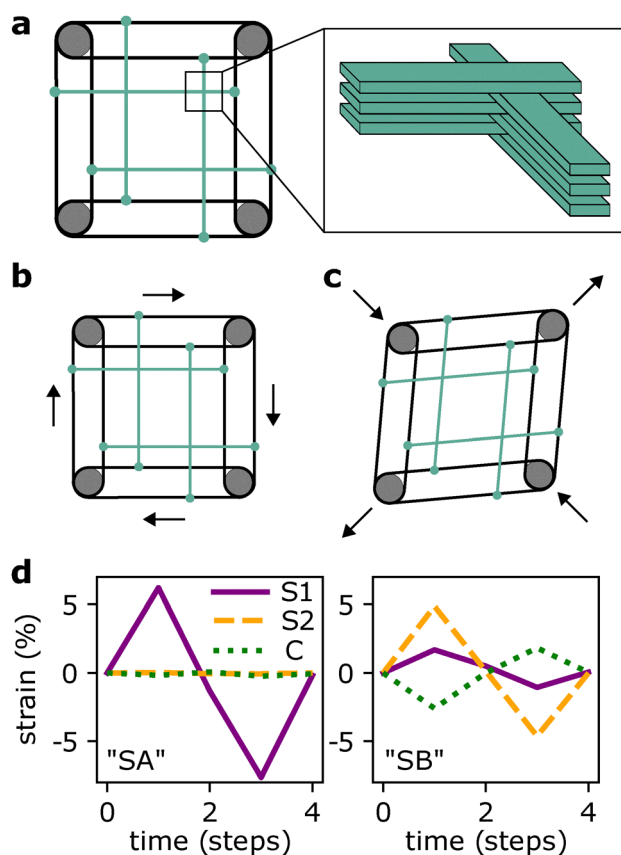 a
b
c
d
strain (%)
5
0
-5
S1
S2
C
"SA"
0
2
4
time (steps)
5
0
-5
"SB"
0
2
4
time (steps)